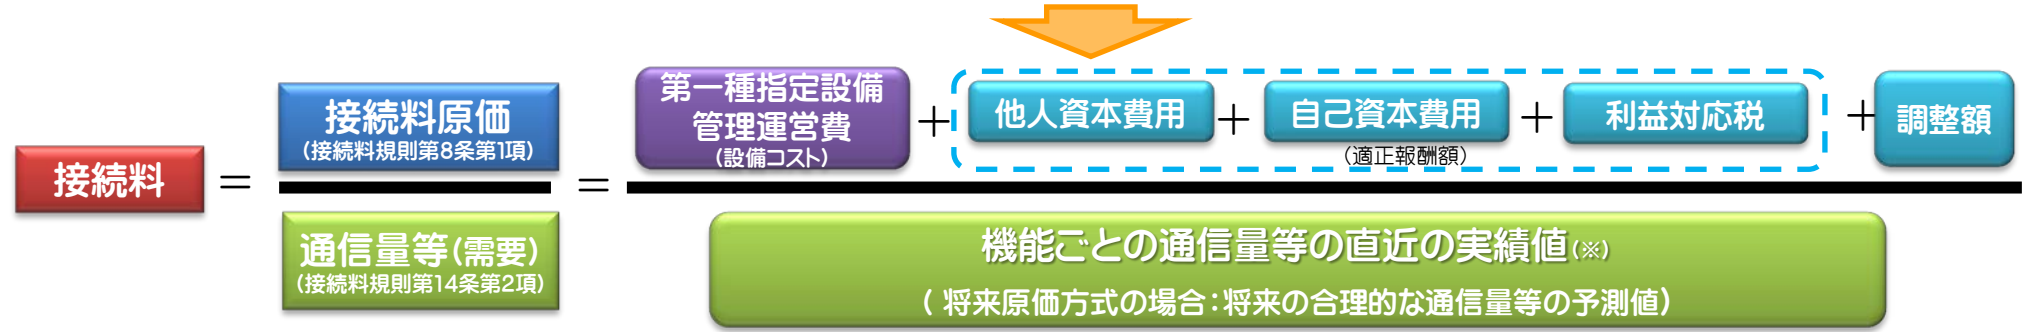 接続料
＝
接続料原価
(接続料規則第8条第1項)
通信量等(需要)
(接続料規則第14条第2項)
＝
第一種指定設備
管理運営費
(設備コスト)
＋
他人資本費用
＋
自己資本費用
(適正報酬額)
＋
利益対応税
＋
調整額
機能ごとの通信量等の直近の実績値(※)
( 将来原価方式の場合：将来の合理的な通信量等の予測値)